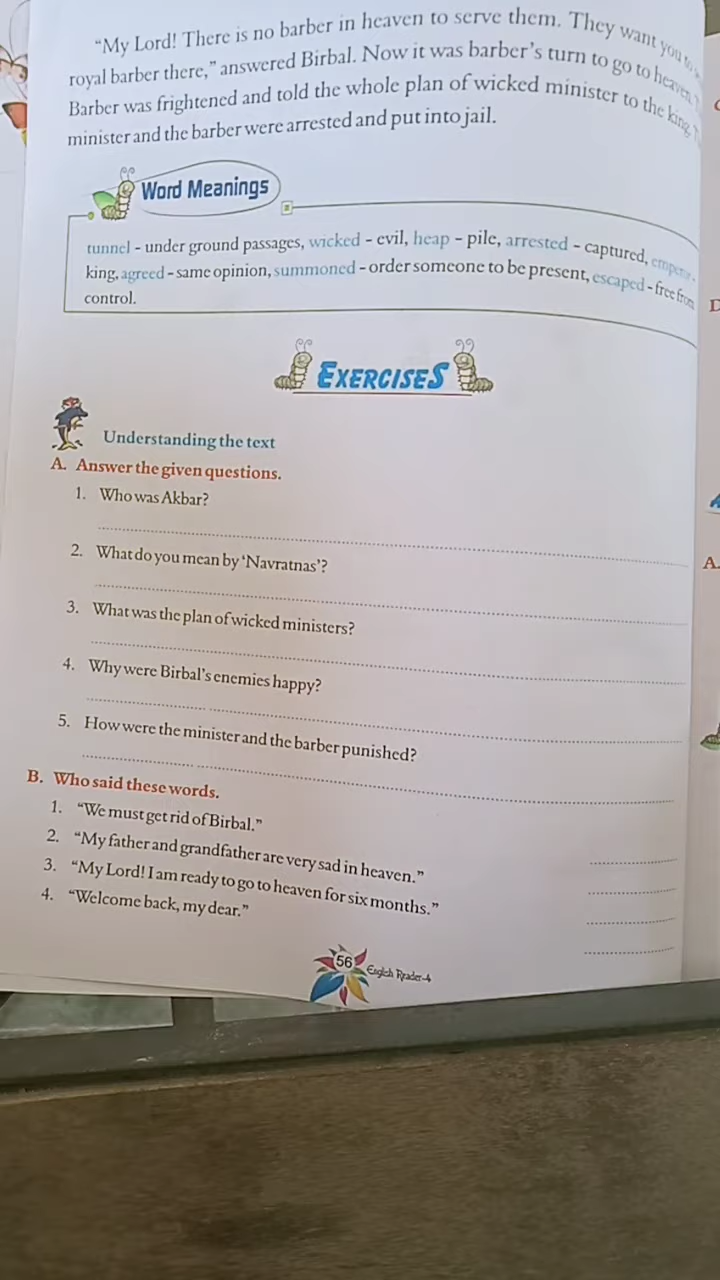 “My Lord! There is no barber in heaven to serve them. They want you to
royal barber there,” answered Birbal. Now it was barber’s turn to go to heaven.
Barber was frightened and told the whole plan of wicked minister to the king.
minister and the barber were arrested and put into jail.
Word Meanings
tunnel – under ground passages, wicked – evil, heap – pile, arrested – captured, emperor -
king, agreed – same opinion, summoned – order someone to be present, escaped – free from
control.
EXERCISES
Understanding the text
A. Answer the given questions.
1. Who was Akbar?
2. What do you mean by ‘Navratnas’?
3. What was the plan of wicked ministers?
4. Why were Birbal’s enemies happy?
5. How were the minister and the barber punished?
B. Who said these words.
1. “We must get rid of Birbal.”
2. “My father and grandfather are very sad in heaven.”
3. “My Lord! I am ready to go to heaven for six months.”
4. “Welcome back, my dear.”
56 English Reader-4
A.